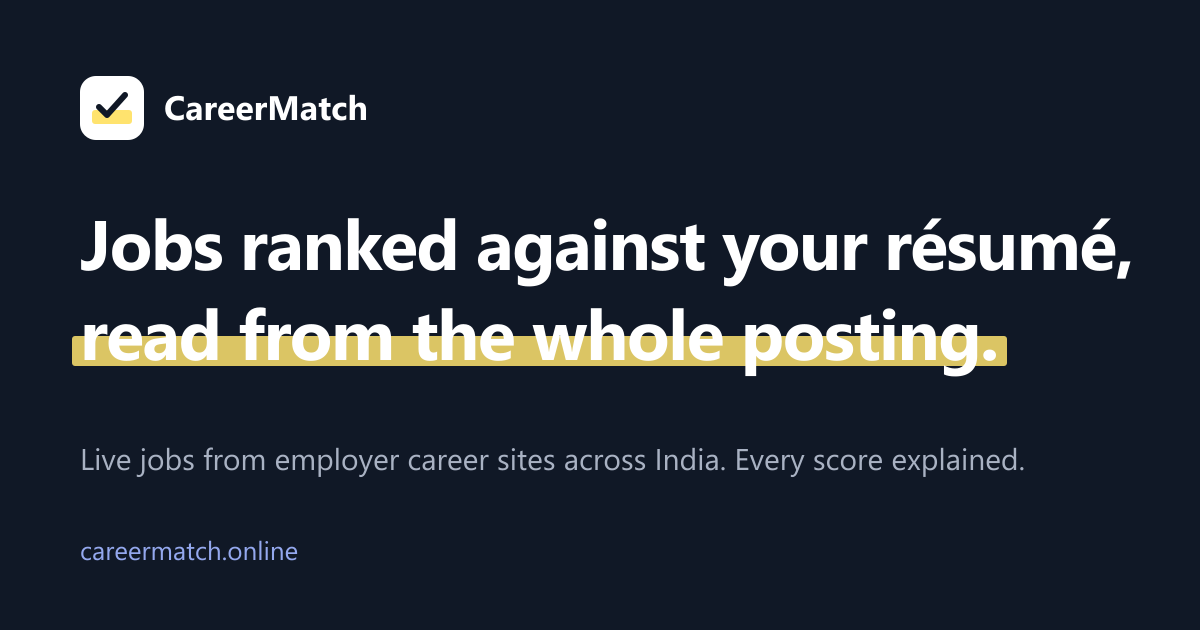 CareerMatch
Jobs ranked against your résumé,
read from the whole posting.
Live jobs from employer career sites across India. Every score explained.
careermatch.online